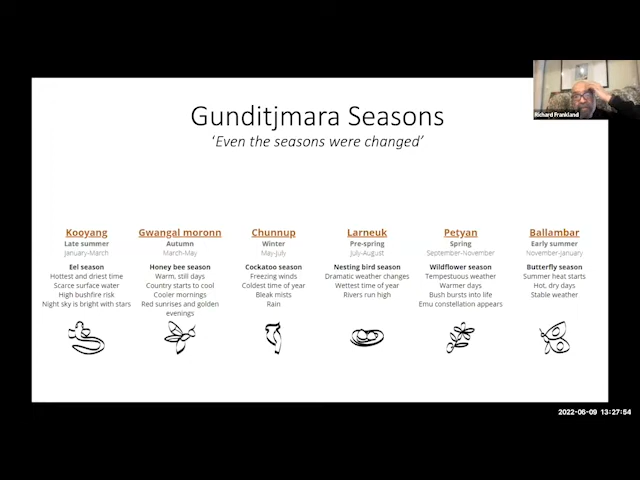 Richard Frankland
Gunditjmara Seasons
‘Even the seasons were changed’
Kooyang
Late summer
January-March
Eel season
Hottest and driest time
Scarce surface water
High bushfire risk
Night sky is bright with stars
Gwangal moronn
Autumn
March-May
Honey bee season
Warm, still days
Country starts to cool
Cooler mornings
Red sunrises and golden
evenings
Chunnup
Winter
May-July
Cockatoo season
Freezing winds
Coldest time of year
Bleak mists
Rain
Larneuk
Pre-spring
July-August
Nesting bird season
Dramatic weather changes
Wettest time of year
Rivers run high
Petyan
Spring
September-November
Wildflower season
Tempestuous weather
Warmer days
Bush bursts into life
Emu constellation appears
Ballambar
Early summer
November-January
Butterfly season
Summer heat starts
Hot, dry days
Stable weather
2022-06-09 13:27:54